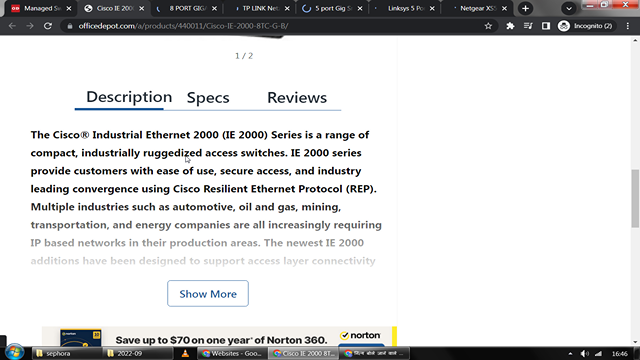 Managed Sw
Cisco IE 2000
8 PORT GIGA
TP LINK Net
5 port Gig S
Linksys 5 Po
Netgear XS5
officedepot.com/a/products/440011/Cisco-IE-2000-8TC-G-B/
Incognito (2)
1 / 2
Description Specs Reviews
The Cisco® Industrial Ethernet 2000 (IE 2000) Series is a range of
compact, industrially ruggedized access switches. IE 2000 series
provide customers with ease of use, secure access, and industry
leading convergence using Cisco Resilient Ethernet Protocol (REP).
Multiple industries such as automotive, oil and gas, mining,
transportation, and energy companies are all increasingly requiring
IP based networks in their production areas. The newest IE 2000
additions have been designed to support access layer connectivity
Show More
Save up to $70 on one year* of Norton 360.
norton
sephora
2022-09
Websites - Goo...
Cisco IE 2000 8T...
16:46